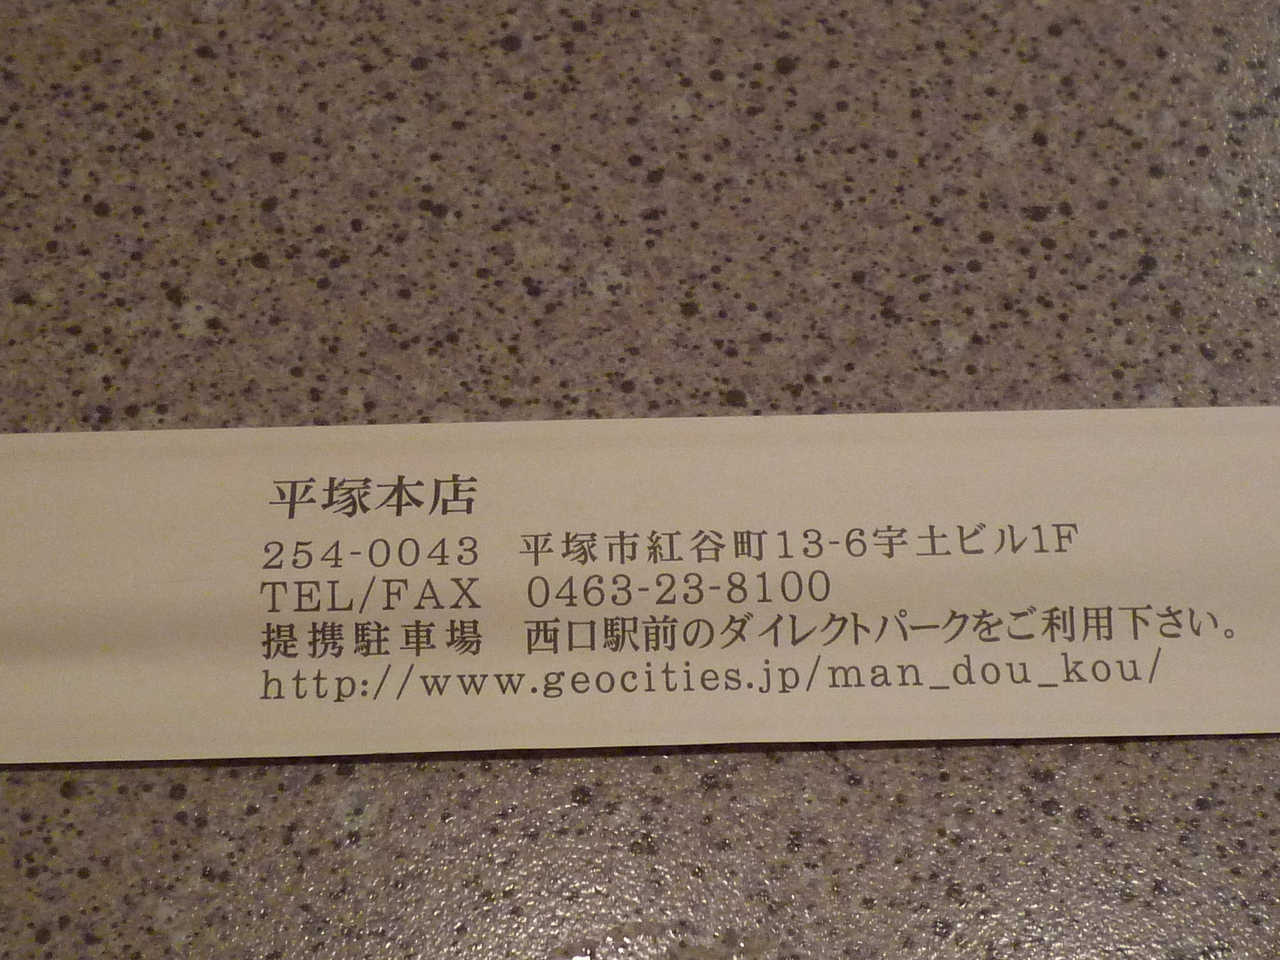 平塚本店
254-0043　平塚市紅谷町13-6宇土ビル1F
TEL/FAX　0463-23-8100
提携駐車場　西口駅前のダイレクトパークをご利用下さい。
http://www.geocities.jp/man_dou_kou/